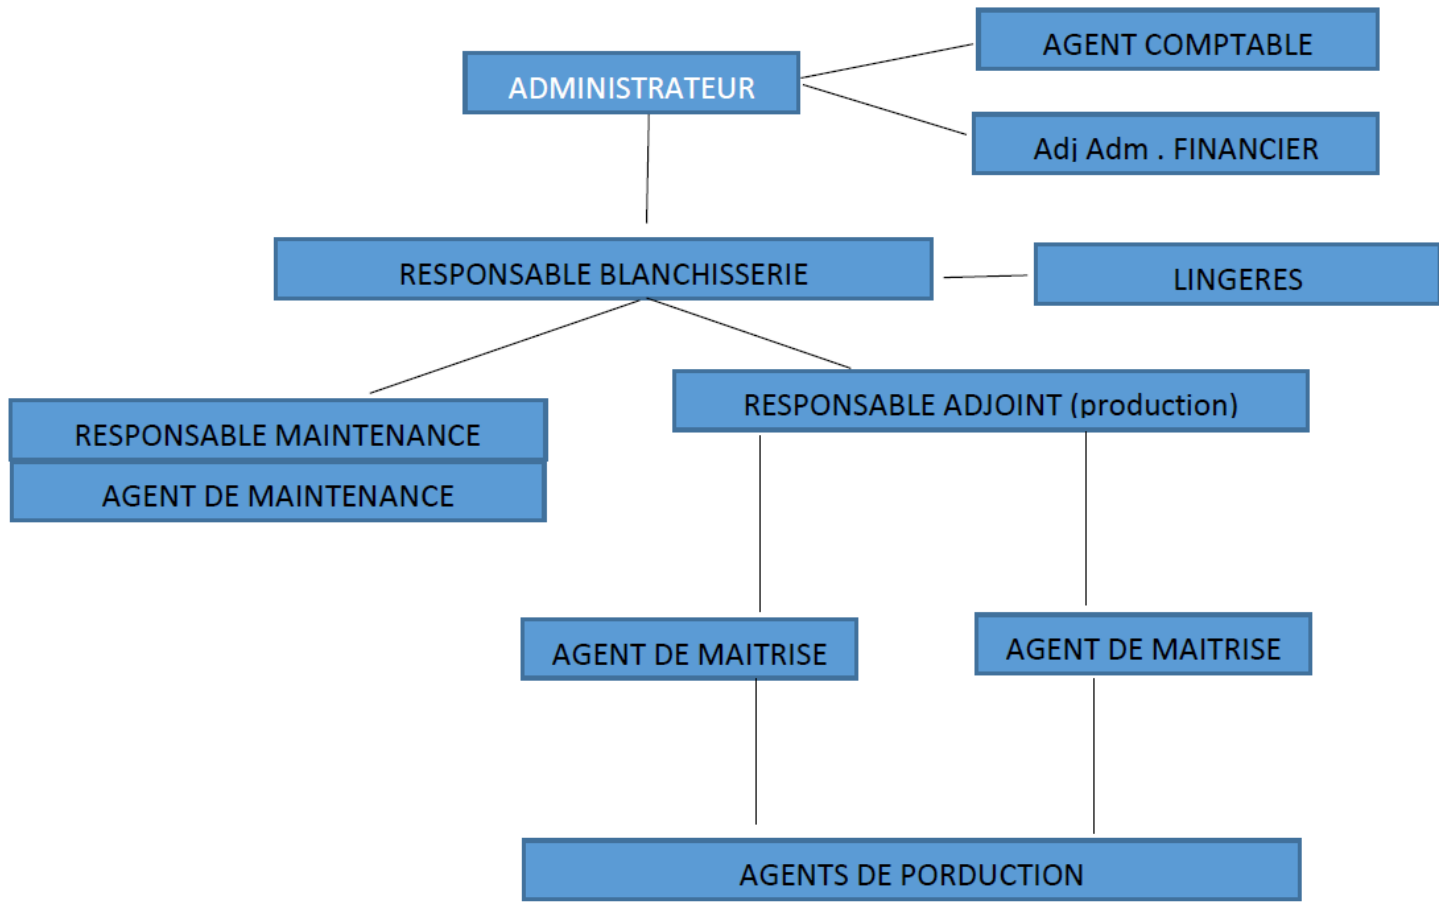 AGENT COMPTABLE
ADMINISTRATEUR
Adj Adm . FINANCIER
RESPONSABLE BLANCHISSERIE
LINGERES
RESPONSABLE ADJOINT (production)
RESPONSABLE MAINTENANCE
AGENT DE MAINTENANCE
AGENT DE MAITRISE
AGENT DE MAITRISE
AGENTS DE PORDUCTION